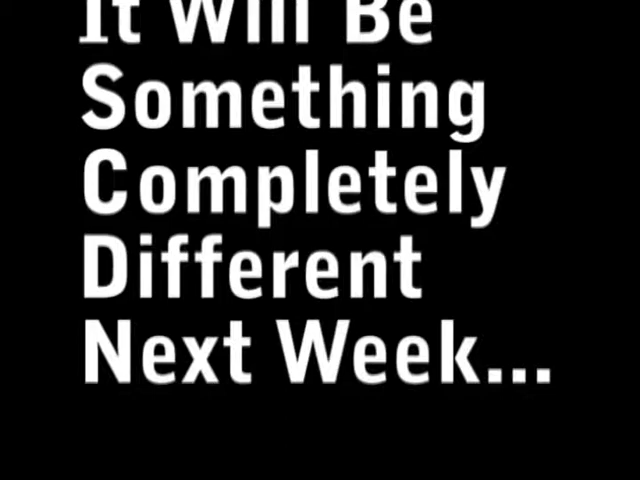 It Will Be
Something
Completely
Different
Next Week...